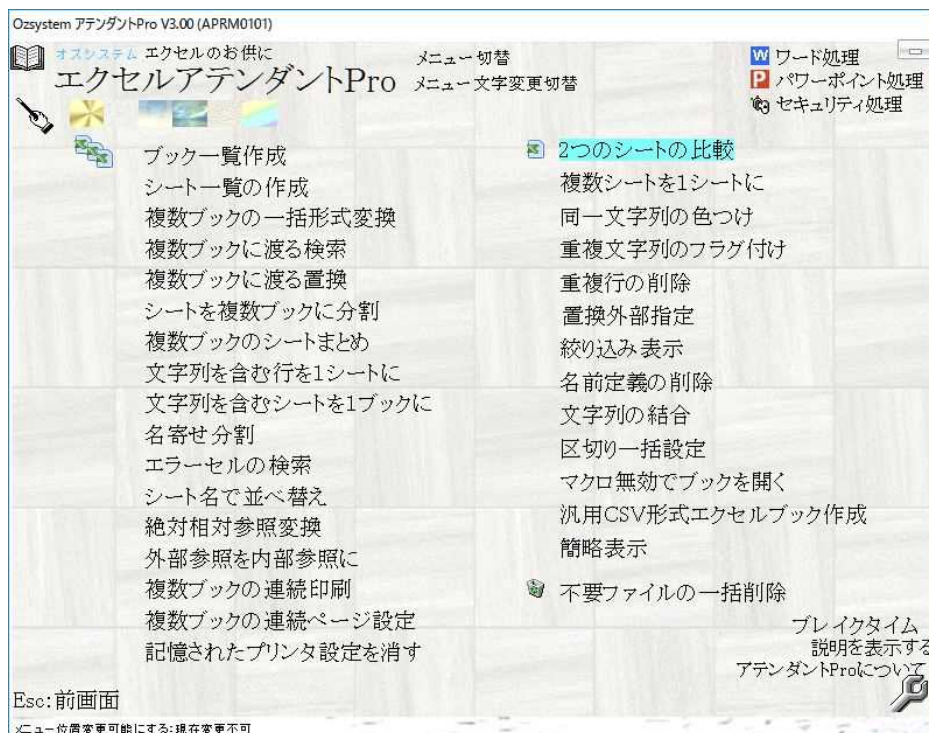 Ozsystem アテンダントPro V3.00 (APRM0101)
オズシステム エクセルのお供に
エクセルアテンダントPro
メニュー切替
メニュー文字変更切替
ワード処理
パワーポイント処理
セキュリティ処理
ブック一覧作成
シート一覧の作成
複数ブックの一括形式変換
複数ブックに渡る検索
複数ブックに渡る置換
シートを複数ブックに分割
複数ブックのシートまとめ
文字列を含む行を1シートに
文字列を含むシートを1ブックに
名寄せ分割
エラーセルの検索
シート名で並べ替え
絶対相対参照変換
外部参照を内部参照に
複数ブックの連続印刷
複数ブックの連続ページ設定
記憶されたプリンタ設定を消す
2つのシートの比較
複数シートを1シートに
同一文字列の色つけ
重複文字列のフラグ付け
重複行の削除
置換外部指定
絞り込み表示
名前定義の削除
文字列の結合
区切り一括設定
マクロ無効でブックを開く
汎用CSV形式エクセルブック作成
簡略表示
不要ファイルの一括削除
ブレイクタイム
説明を表示する
アテンダントProについて
Esc:前画面
メニュー位置変更可能にする:現在変更不可